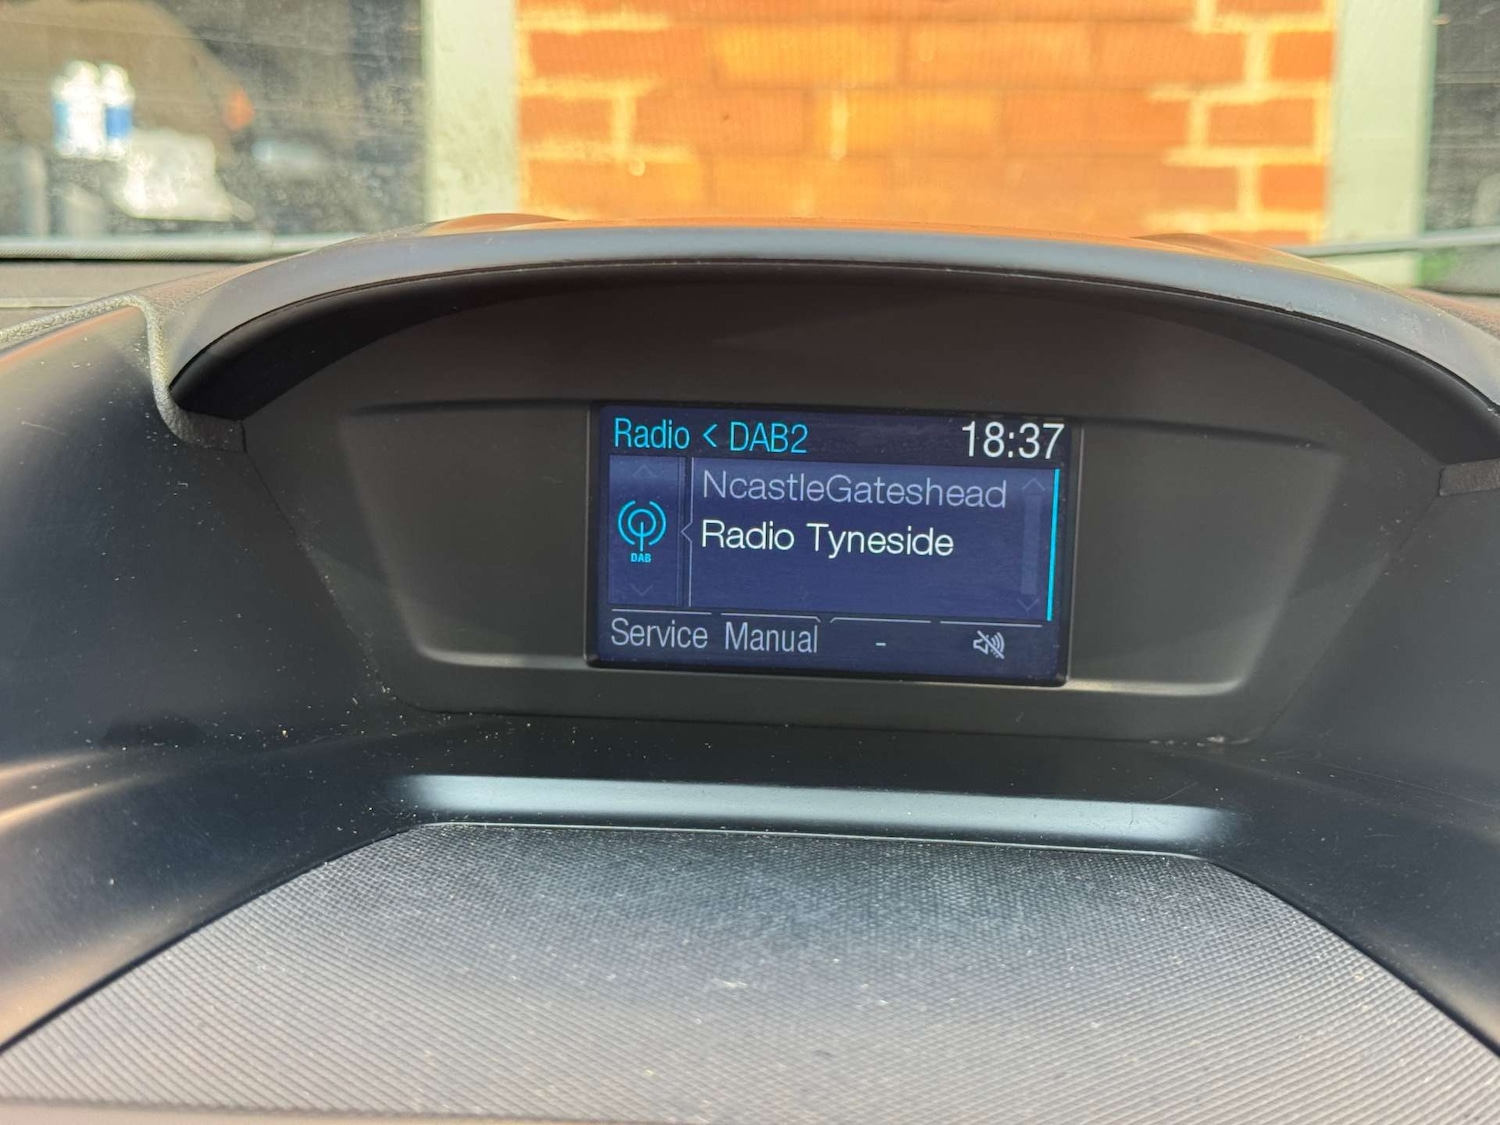 Radio < DAB2 18:37
NcastleGateshead
Radio Tyneside
DAB
Service Manual -